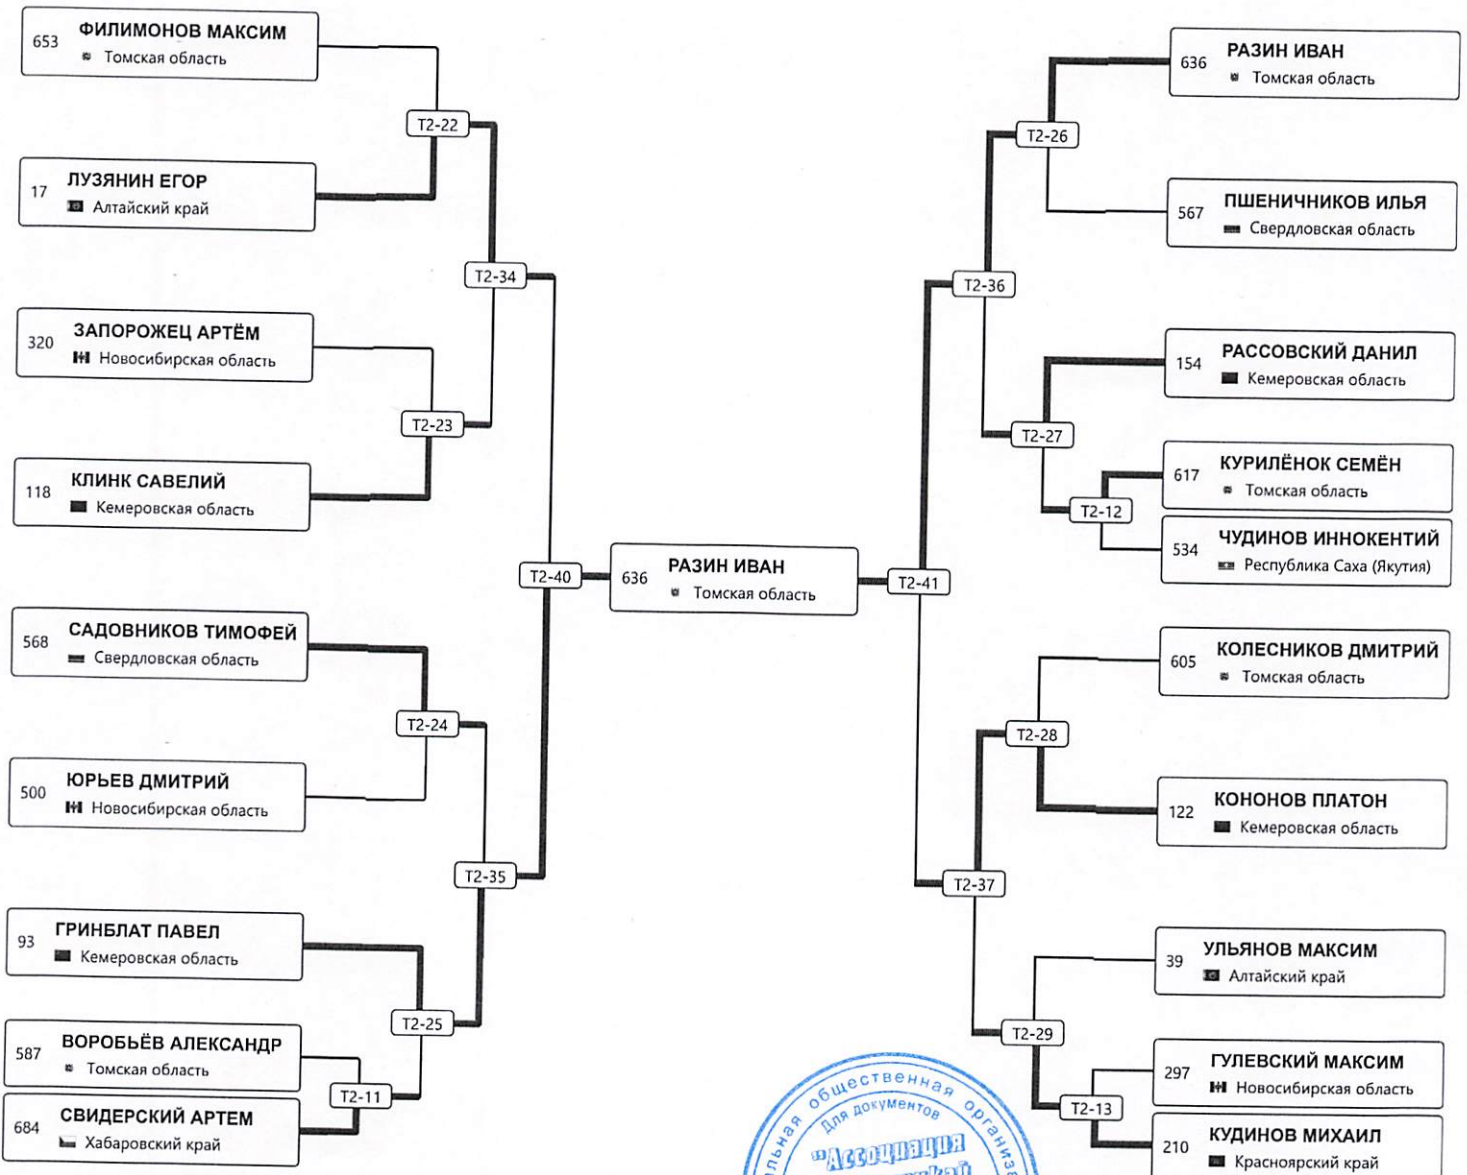 653 ФИЛИМОНОВ МАКСИМ
Томская область
T2-22
17 ЛУЗЯНИН ЕГОР
Алтайский край
T2-34
320 ЗАПОРОЖЕЦ АРТЁМ
Новосибирская область
T2-23
118 КЛИНК САВЕЛИЙ
Кемеровская область
T2-40
568 САДОВНИКОВ ТИМОФЕЙ
Свердловская область
T2-24
500 ЮРЬЕВ ДМИТРИЙ
Новосибирская область
T2-35
93 ГРИНБЛАТ ПАВЕЛ
Кемеровская область
T2-25
587 ВОРОБЬЁВ АЛЕКСАНДР
Томская область
T2-11
684 СВИДЕРСКИЙ АРТЕМ
Хабаровский край
636 РАЗИН ИВАН
Томская область
636 РАЗИН ИВАН
Томская область
T2-26
567 ПШЕНИЧНИКОВ ИЛЬЯ
Свердловская область
T2-36
154 РАССОВСКИЙ ДАНИЛ
Кемеровская область
T2-27
617 КУРИЛЁНОК СЕМЁН
Томская область
T2-12
534 ЧУДИНОВ ИННОКЕНТИЙ
Республика Саха (Якутия)
T2-41
605 КОЛЕСНИКОВ ДМИТРИЙ
Томская область
T2-28
122 КОНОНОВ ПЛАТОН
Кемеровская область
T2-37
39 УЛЬЯНОВ МАКСИМ
Алтайский край
T2-29
297 ГУЛЕВСКИЙ МАКСИМ
Новосибирская область
T2-13
210 КУДИНОВ МИХАИЛ
Красноярский край
общественная
Для документов
"Ассоциация